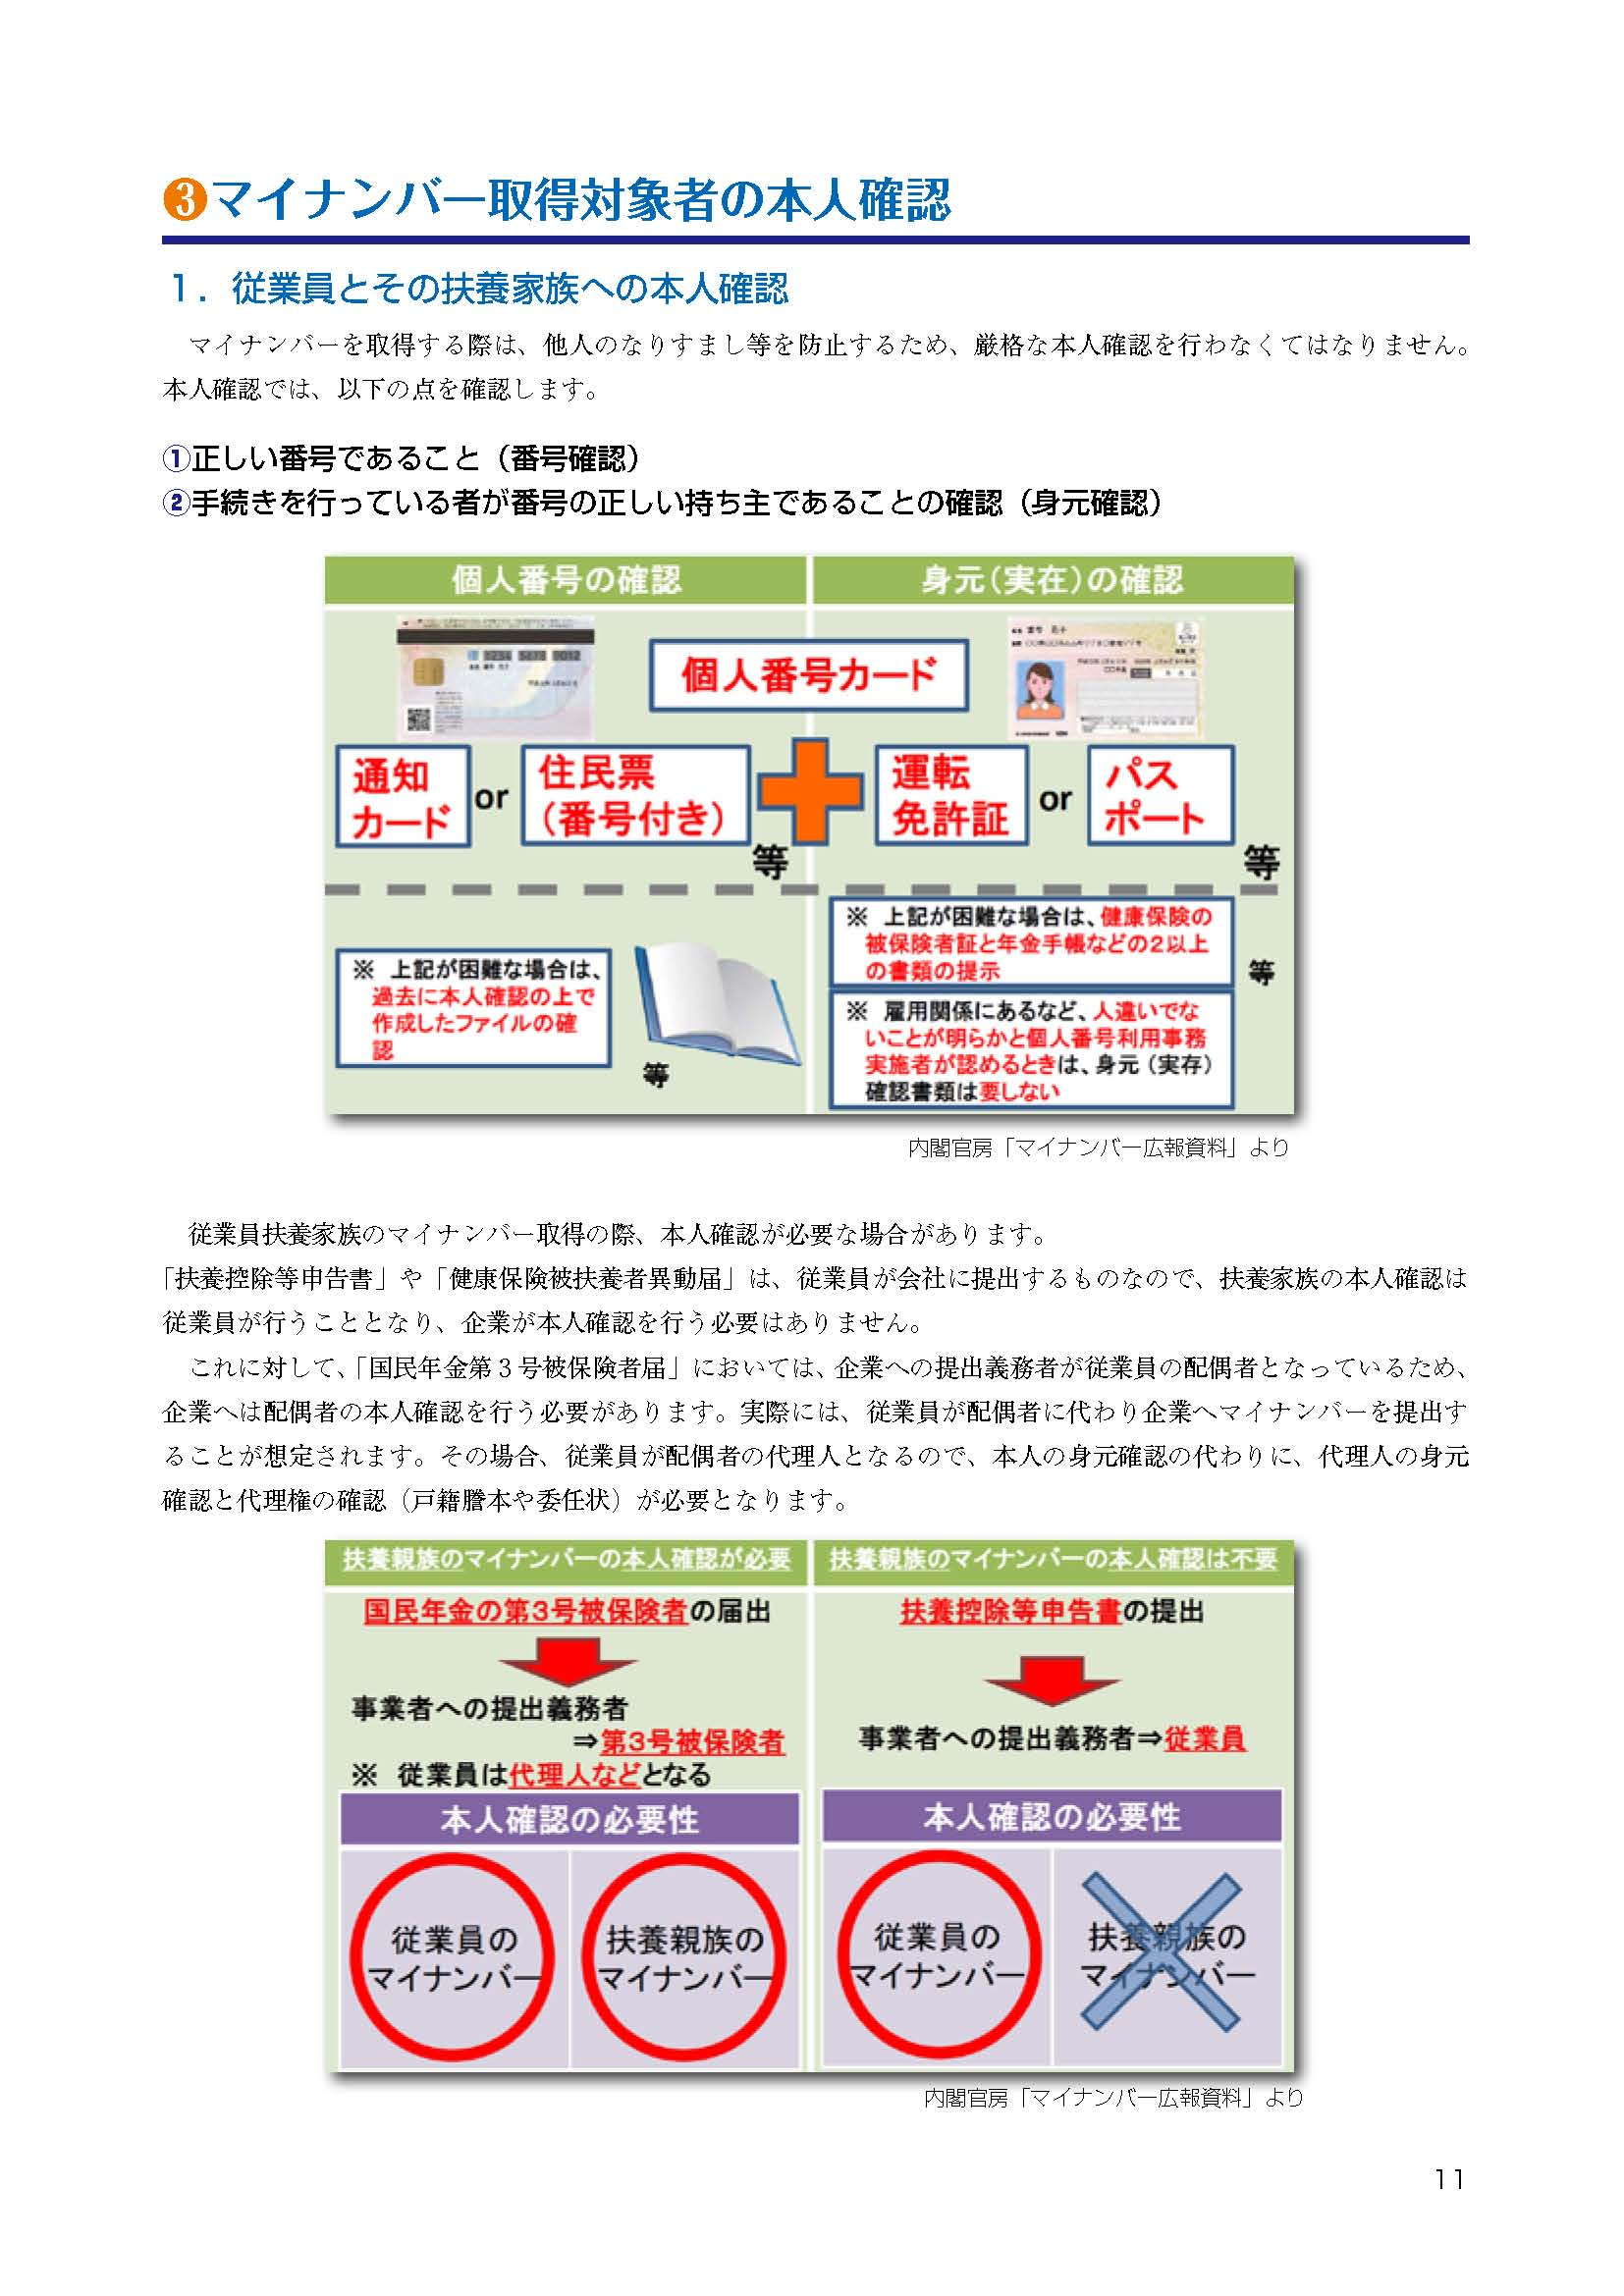 ❸マイナンバー取得対象者の本人確認
１．従業員とその扶養家族への本人確認
マイナンバーを取得する際は、他人のなりすまし等を防止するため、厳格な本人確認を行わなくてはなりません。
本人確認では、以下の点を確認します。
①正しい番号であること（番号確認）
②手続きを行っている者が番号の正しい持ち主であることの確認（身元確認）
個人番号の確認
身元（実在）の確認
個人番号カード
通知
カード
or
住民票
（番号付き）
等
運転
免許証
or
パス
ポート
等
※ 上記が困難な場合は、
過去に本人確認の上で
作成したファイルの確
認
等
※ 上記が困難な場合は、健康保険の
被保険者証と年金手帳などの2以上
の書類の提示
等
※ 雇用関係にあるなど、人違いでな
いことが明らかと個人番号利用事務
実施者が認めるときは、身元（実存）
確認書類は要しない
内閣官房「マイナンバー広報資料」より
従業員扶養家族のマイナンバー取得の際、本人確認が必要な場合があります。
「扶養控除等申告書」や「健康保険被扶養者異動届」は、従業員が会社に提出するものなので、扶養家族の本人確認は
従業員が行うこととなり、企業が本人確認を行う必要はありません。
これに対して、「国民年金第３号被保険者届」においては、企業への提出義務者が従業員の配偶者となっているため、
企業へは配偶者の本人確認を行う必要があります。実際には、従業員が配偶者に代わり企業へマイナンバーを提出す
ることが想定されます。その場合、従業員が配偶者の代理人となるので、本人の身元確認の代わりに、代理人の身元
確認と代理権の確認（戸籍謄本や委任状）が必要となります。
扶養親族のマイナンバーの本人確認が必要
国民年金の第3号被保険者の届出
事業者への提出義務者
⇒第3号被保険者
※ 従業員は代理人などとなる
本人確認の必要性
従業員の
マイナンバー
扶養親族の
マイナンバー
扶養親族のマイナンバーの本人確認は不要
扶養控除等申告書の提出
事業者への提出義務者⇒従業員
本人確認の必要性
従業員の
マイナンバー
扶養親族の
マイナンバー
内閣官房「マイナンバー広報資料」より
11